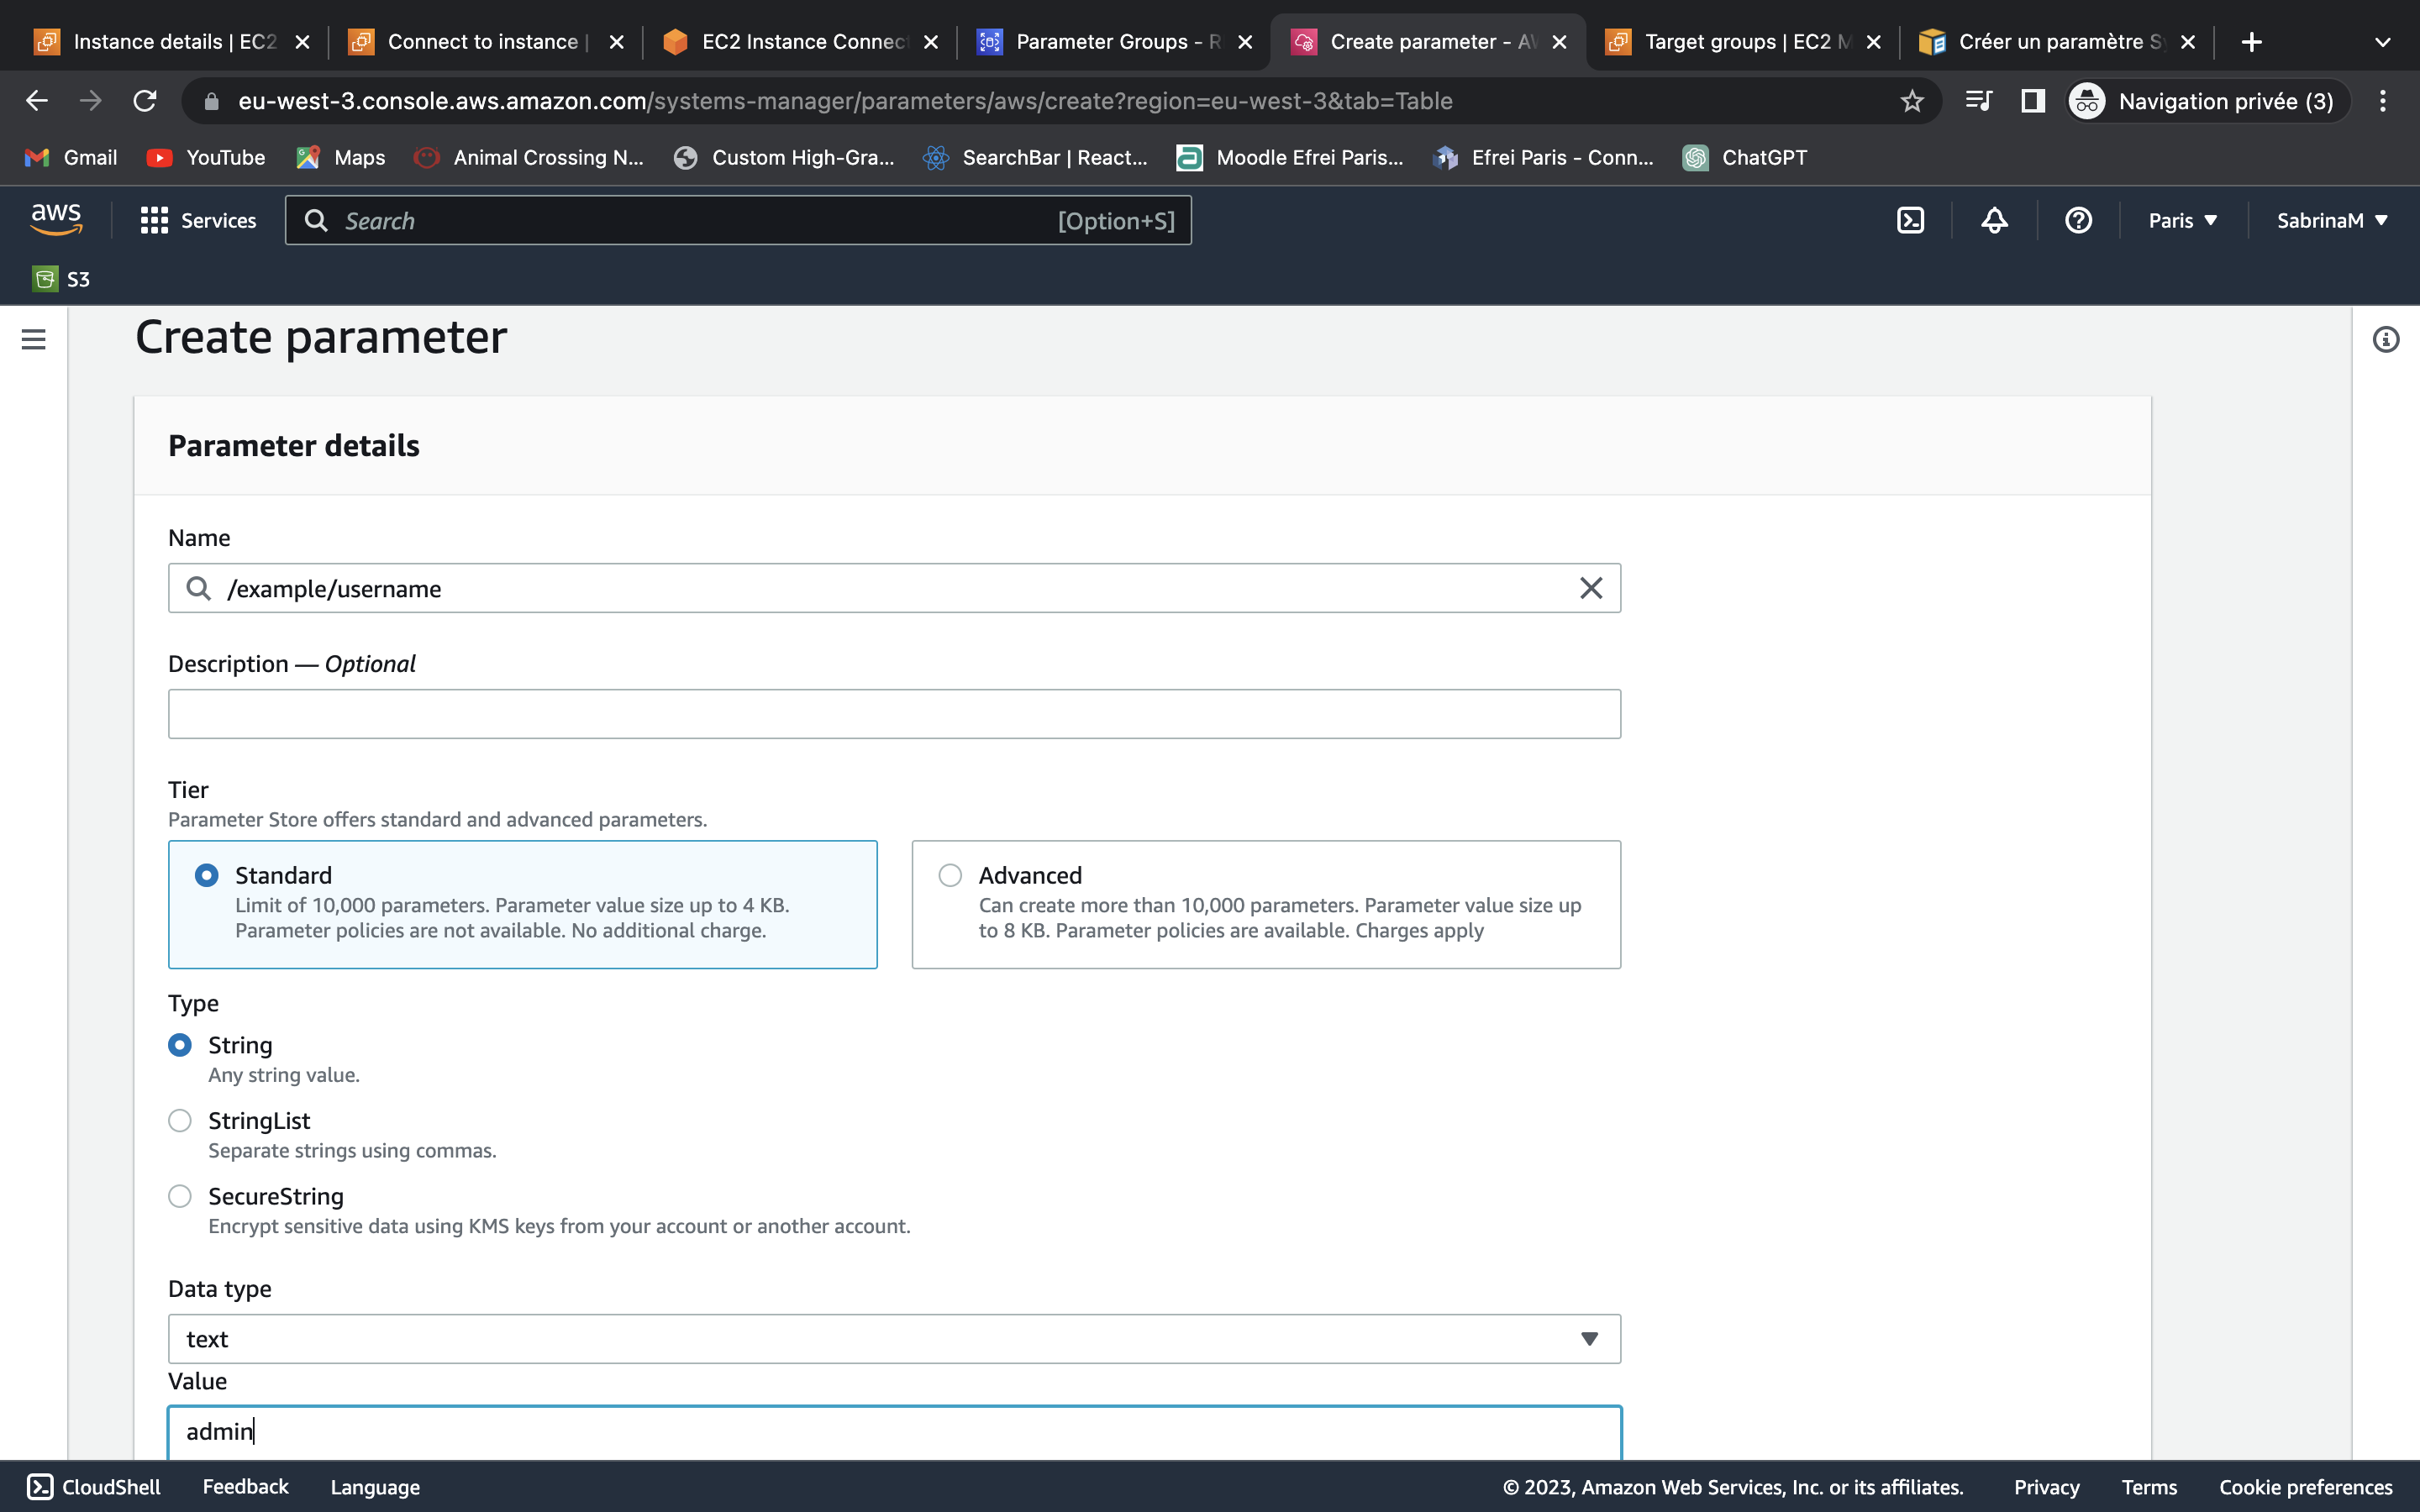 Instance details | EC2
Connect to instance |
EC2 Instance Connec
Parameter Groups - R
Create parameter - AW
Target groups | EC2 M
Créer un paramètre Sy
eu-west-3.console.aws.amazon.com/systems-manager/parameters/aws/create?region=eu-west-3&tab=Table
Navigation privée (3)
Gmail
YouTube
Maps
Animal Crossing N...
Custom High-Gra...
SearchBar | React...
Moodle Efrei Paris...
Efrei Paris - Conn...
ChatGPT
aws
Services
Search
[Option+S]
Paris
SabrinaM
S3
Create parameter
Parameter details
Name
/example/username
Description — Optional
Tier
Parameter Store offers standard and advanced parameters.
Standard
Limit of 10,000 parameters. Parameter value size up to 4 KB.
Parameter policies are not available. No additional charge.
Advanced
Can create more than 10,000 parameters. Parameter value size up
to 8 KB. Parameter policies are available. Charges apply
Type
String
Any string value.
StringList
Separate strings using commas.
SecureString
Encrypt sensitive data using KMS keys from your account or another account.
Data type
text
Value
admin
CloudShell
Feedback
Language
© 2023, Amazon Web Services, Inc. or its affiliates.
Privacy
Terms
Cookie preferences